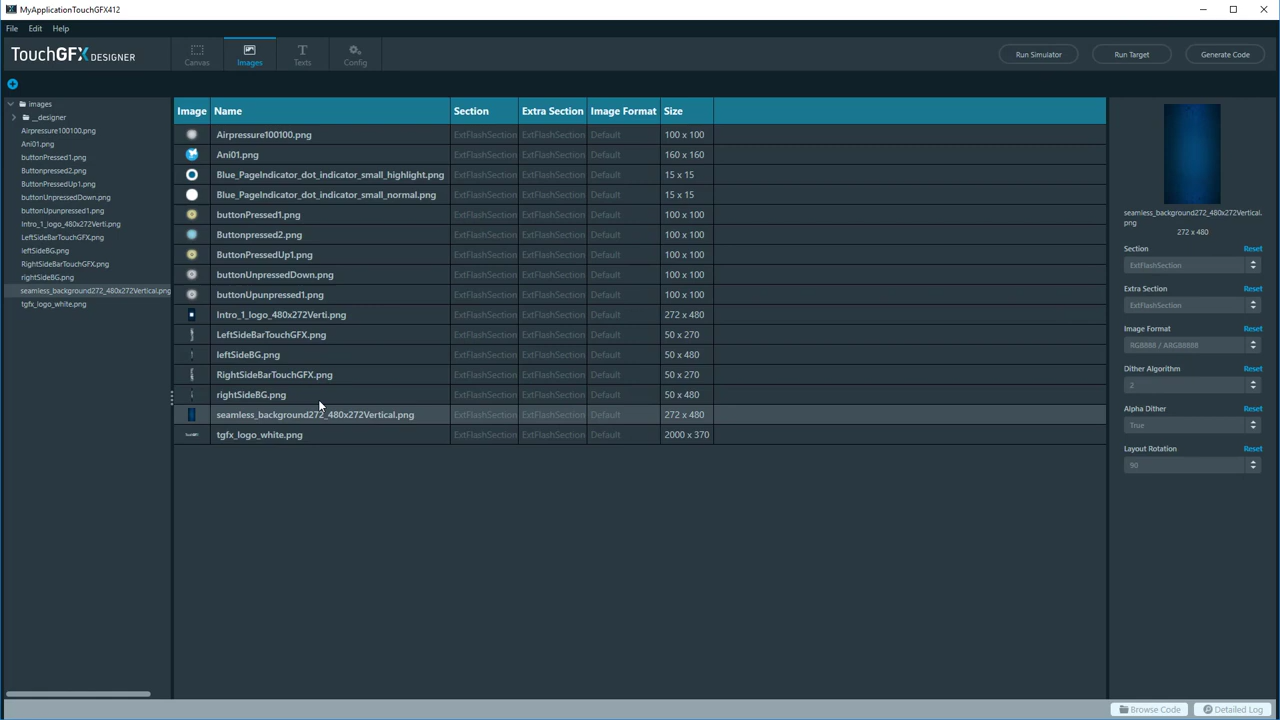 MyApplicationTouchGFX412
File Edit Help
TouchGFX DESIGNER
Canvas
Images
Texts
Config
Run Simulator
Run Target
Generate Code
images
__designer
Airpressure100100.png
Ani01.png
buttonPressed1.png
Buttonpressed2.png
ButtonPressedUp1.png
buttonUnpressedDown.png
buttonUpunpressed1.png
Intro_1_logo_480x272Verti.png
LeftSideBarTouchGFX.png
leftSideBG.png
RightSideBarTouchGFX.png
rightSideBG.png
seamless_background272_480x272Vertical.png
tgfx_logo_white.png
Image Name Section Extra Section Image Format Size
Airpressure100100.png ExtFlashSection ExtFlashSection Default 100 x 100
Ani01.png ExtFlashSection ExtFlashSection Default 160 x 160
Blue_PageIndicator_dot_indicator_small_highlight.png ExtFlashSection ExtFlashSection Default 15 x 15
Blue_PageIndicator_dot_indicator_small_normal.png ExtFlashSection ExtFlashSection Default 15 x 15
buttonPressed1.png ExtFlashSection ExtFlashSection Default 100 x 100
Buttonpressed2.png ExtFlashSection ExtFlashSection Default 100 x 100
ButtonPressedUp1.png ExtFlashSection ExtFlashSection Default 100 x 100
buttonUnpressedDown.png ExtFlashSection ExtFlashSection Default 100 x 100
buttonUpunpressed1.png ExtFlashSection ExtFlashSection Default 100 x 100
Intro_1_logo_480x272Verti.png ExtFlashSection ExtFlashSection Default 272 x 480
LeftSideBarTouchGFX.png ExtFlashSection ExtFlashSection Default 50 x 270
leftSideBG.png ExtFlashSection ExtFlashSection Default 50 x 480
RightSideBarTouchGFX.png ExtFlashSection ExtFlashSection Default 50 x 270
rightSideBG.png ExtFlashSection ExtFlashSection Default 50 x 480
seamless_background272_480x272Vertical.png ExtFlashSection ExtFlashSection Default 272 x 480
tgfx_logo_white.png ExtFlashSection ExtFlashSection Default 2000 x 370
seamless_background272_480x272Vertical.
png
272 x 480
Section Reset
ExtFlashSection
Extra Section Reset
ExtFlashSection
Image Format Reset
RGB888 / ARGB8888
Dither Algorithm Reset
2
Alpha Dither Reset
True
Layout Rotation Reset
90
Browse Code
Detailed Log